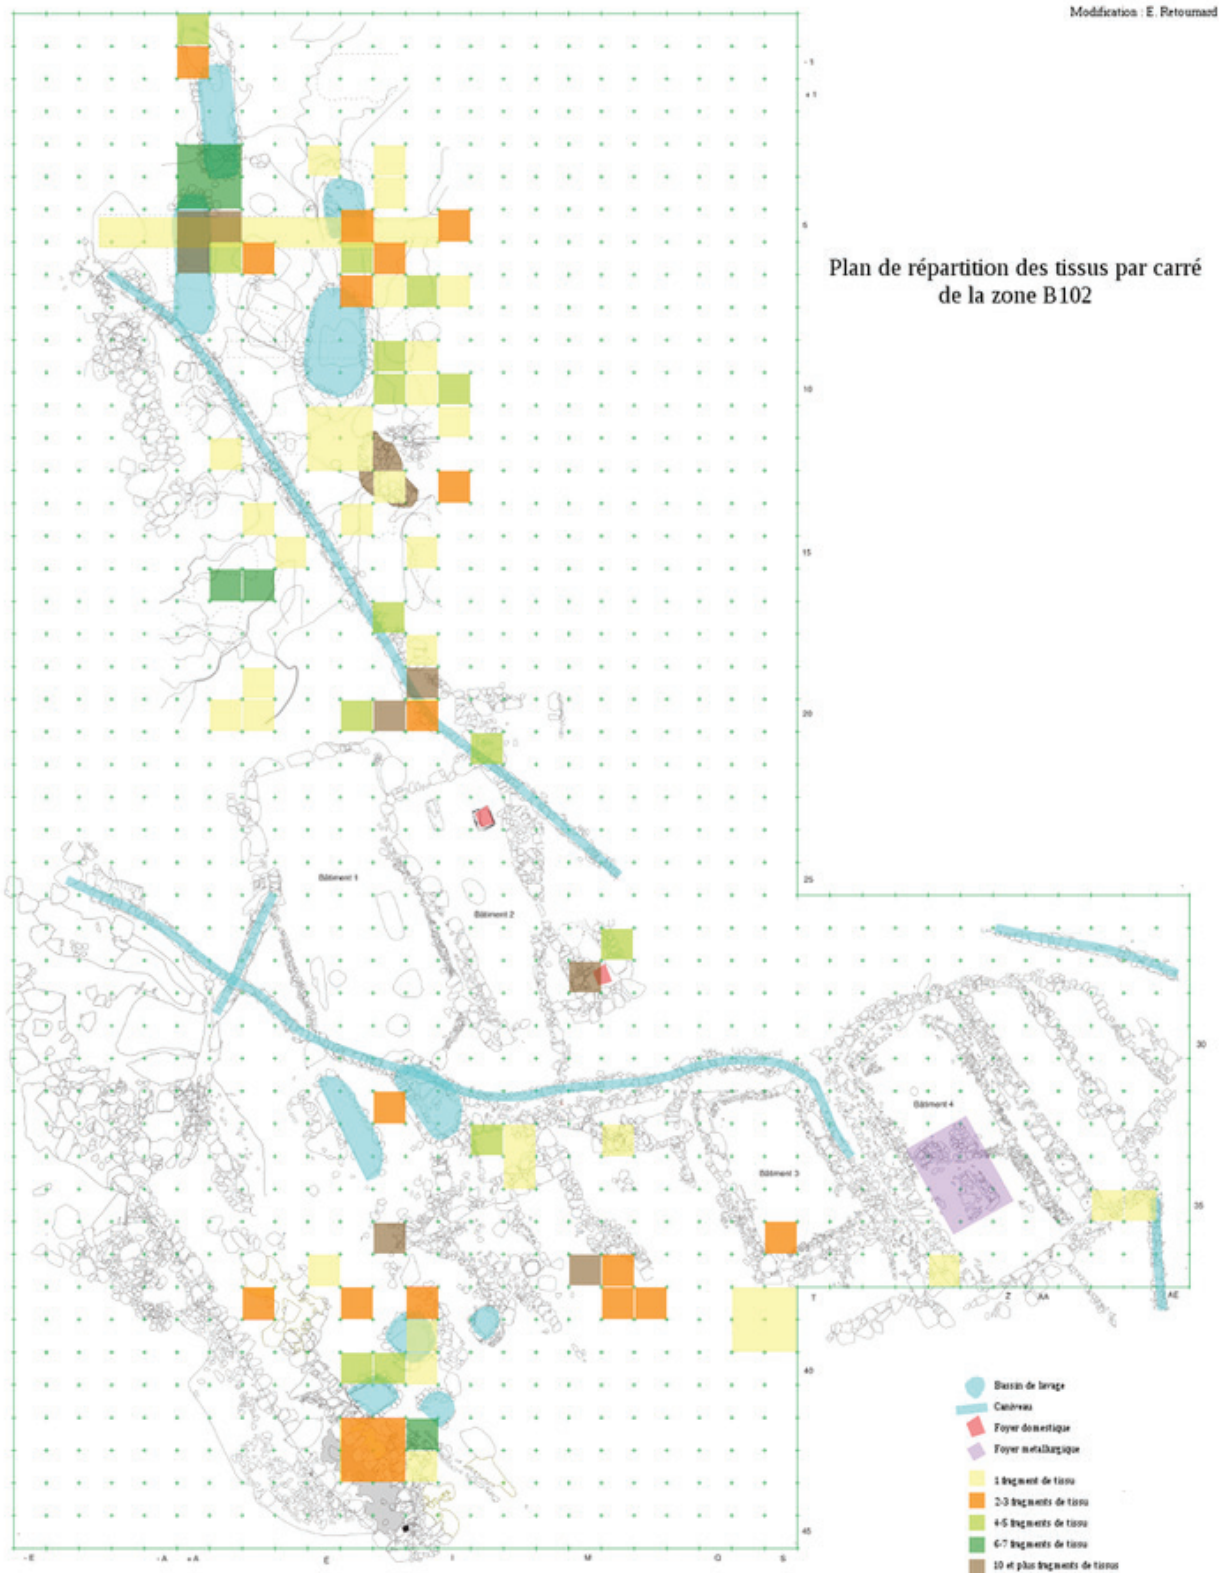 Modification : E. Retournard
- 1
+ 1
5
Plan de répartition des tissus par carré
de la zone B102
10
15
20
25
Bâtiment 1
Bâtiment 2
30
Bâtiment 4
Bâtiment 3
35
T
Z
AA
AE
40
Bassin de lavage
Caniveau
Foyer domestique
Foyer metallurgique
1 fragment de tissu
2-3 fragments de tissu
4-5 fragments de tissu
6-7 fragments de tissu
10 et plus fragments de tissus
45
- E
- A
+ A
E
I
M
Q
S